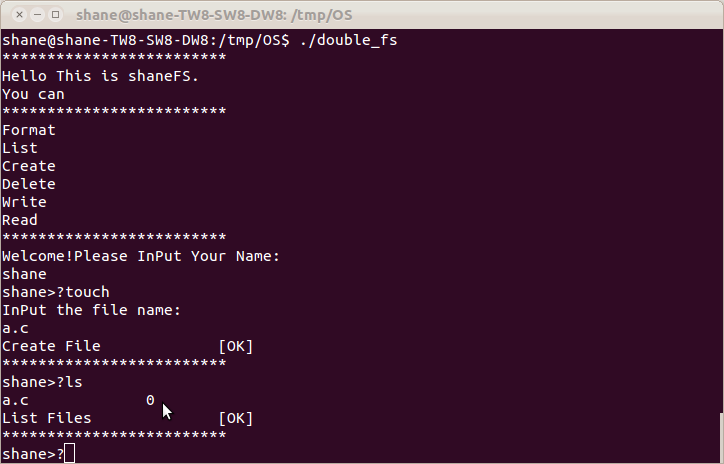 shane@shane-TW8-SW8-DW8: /tmp/OS
shane@shane-TW8-SW8-DW8:/tmp/OS$ ./double_fs
*************************
Hello This is shaneFS.
You can
*************************
Format
List
Create
Delete
Write
Read
*************************
Welcome!Please InPut Your Name:
shane
shane>?touch
InPut the file name:
a.c
Create File             [OK]
*************************
shane>?ls
a.c             0
List Files              [OK]
*************************
shane>?